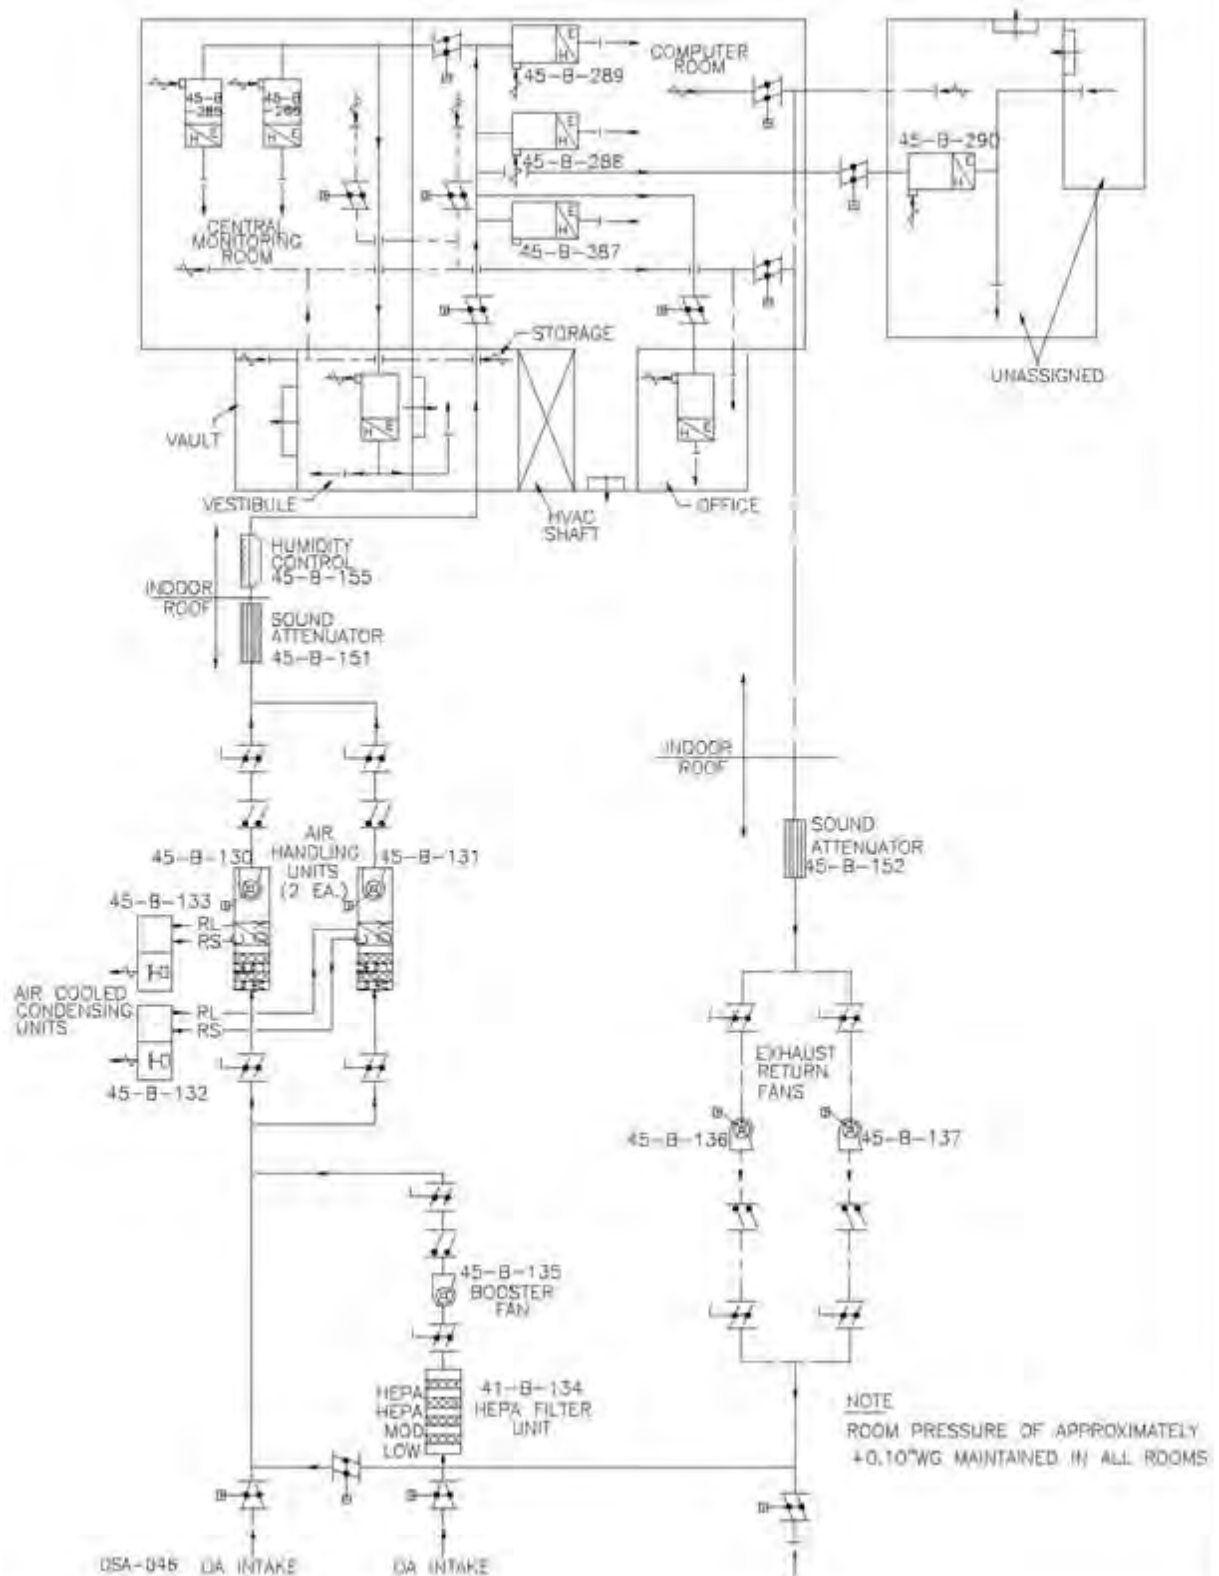 COMPUTER
ROOM
45-B-289
45-B
-289
45-B
-289
H
E
H
E
E
H
45-B-288
E
H
45-B-290
E
H
45-B-387
E
H
CENTRAL
MONITORING
ROOM
STORAGE
UNASSIGNED
VAULT
H
E
H
E
VESTIBULE
HVAC
SHAFT
OFFICE
HUMIDITY
CONTROL
45-B-155
INDOOR
ROOF
SOUND
ATTENUATOR
45-B-151
INDOOR
ROOF
SOUND
ATTENUATOR
45-B-152
AIR
HANDLING
UNITS
(2 EA.)
45-B-130
45-B-131
45-B-133
RL
RS
AIR COOLED
CONDENSING
UNITS
RL
RS
45-B-132
EXHAUST
RETURN
FANS
45-B-136
45-B-137
45-B-135
BOOSTER
FAN
HEPA
HEPA
MOD
LOW
41-B-134
HEPA FILTER
UNIT
NOTE
ROOM PRESSURE OF APPROXIMATELY
+0.10"WG MAINTAINED IN ALL ROOMS
DSA-046
OA INTAKE
OA INTAKE